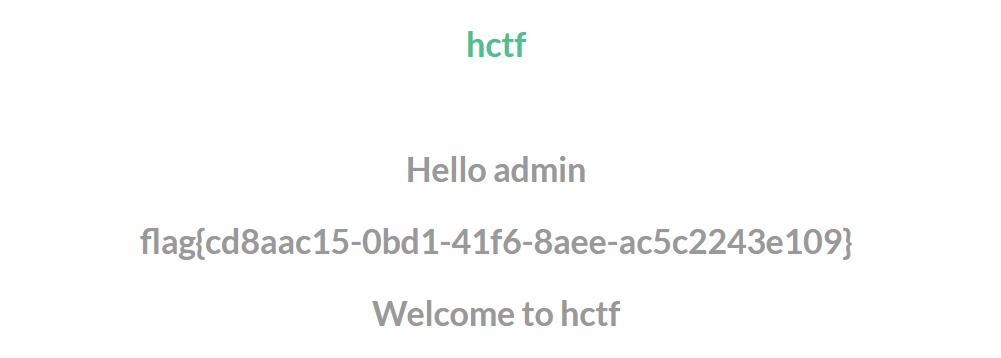 hctf
Hello admin
flag{cd8aac15-0bd1-41f6-8aee-ac5c2243e109}
Welcome to hctf